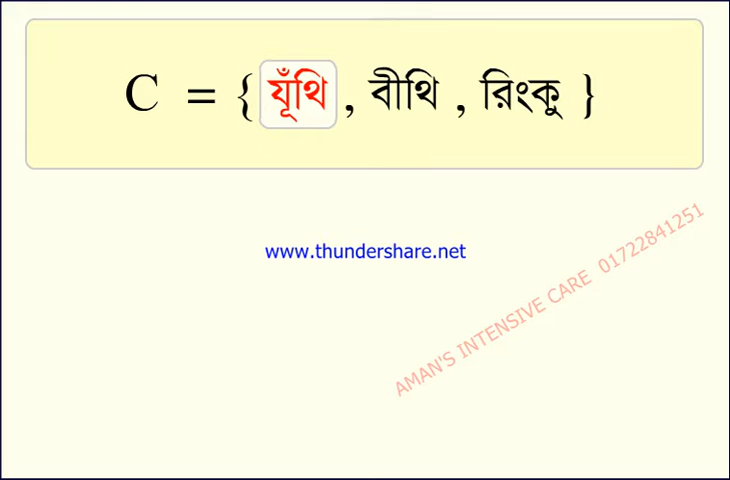 C = { যূঁথি , বীথি , রিংকু }
www.thundershare.net
AMAN'S INTENSIVE CARE 01722841251